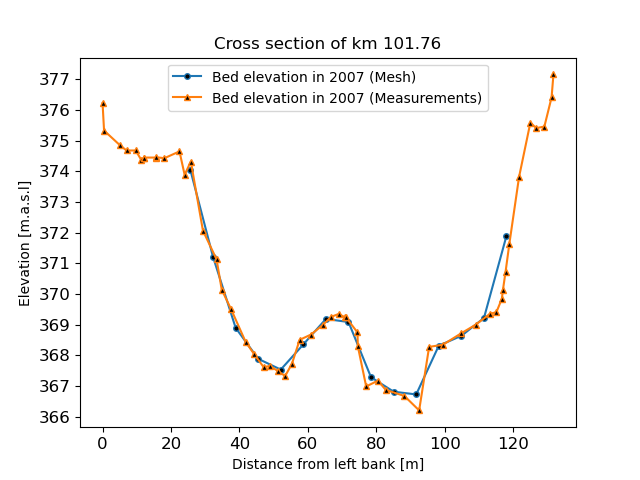 Cross section of km 101.76
Bed elevation in 2007 (Mesh)
Bed elevation in 2007 (Measurements)
Elevation [m.a.s.l]
377
376
375
374
373
372
371
370
369
368
367
366
0 20 40 60 80 100 120
Distance from left bank [m]